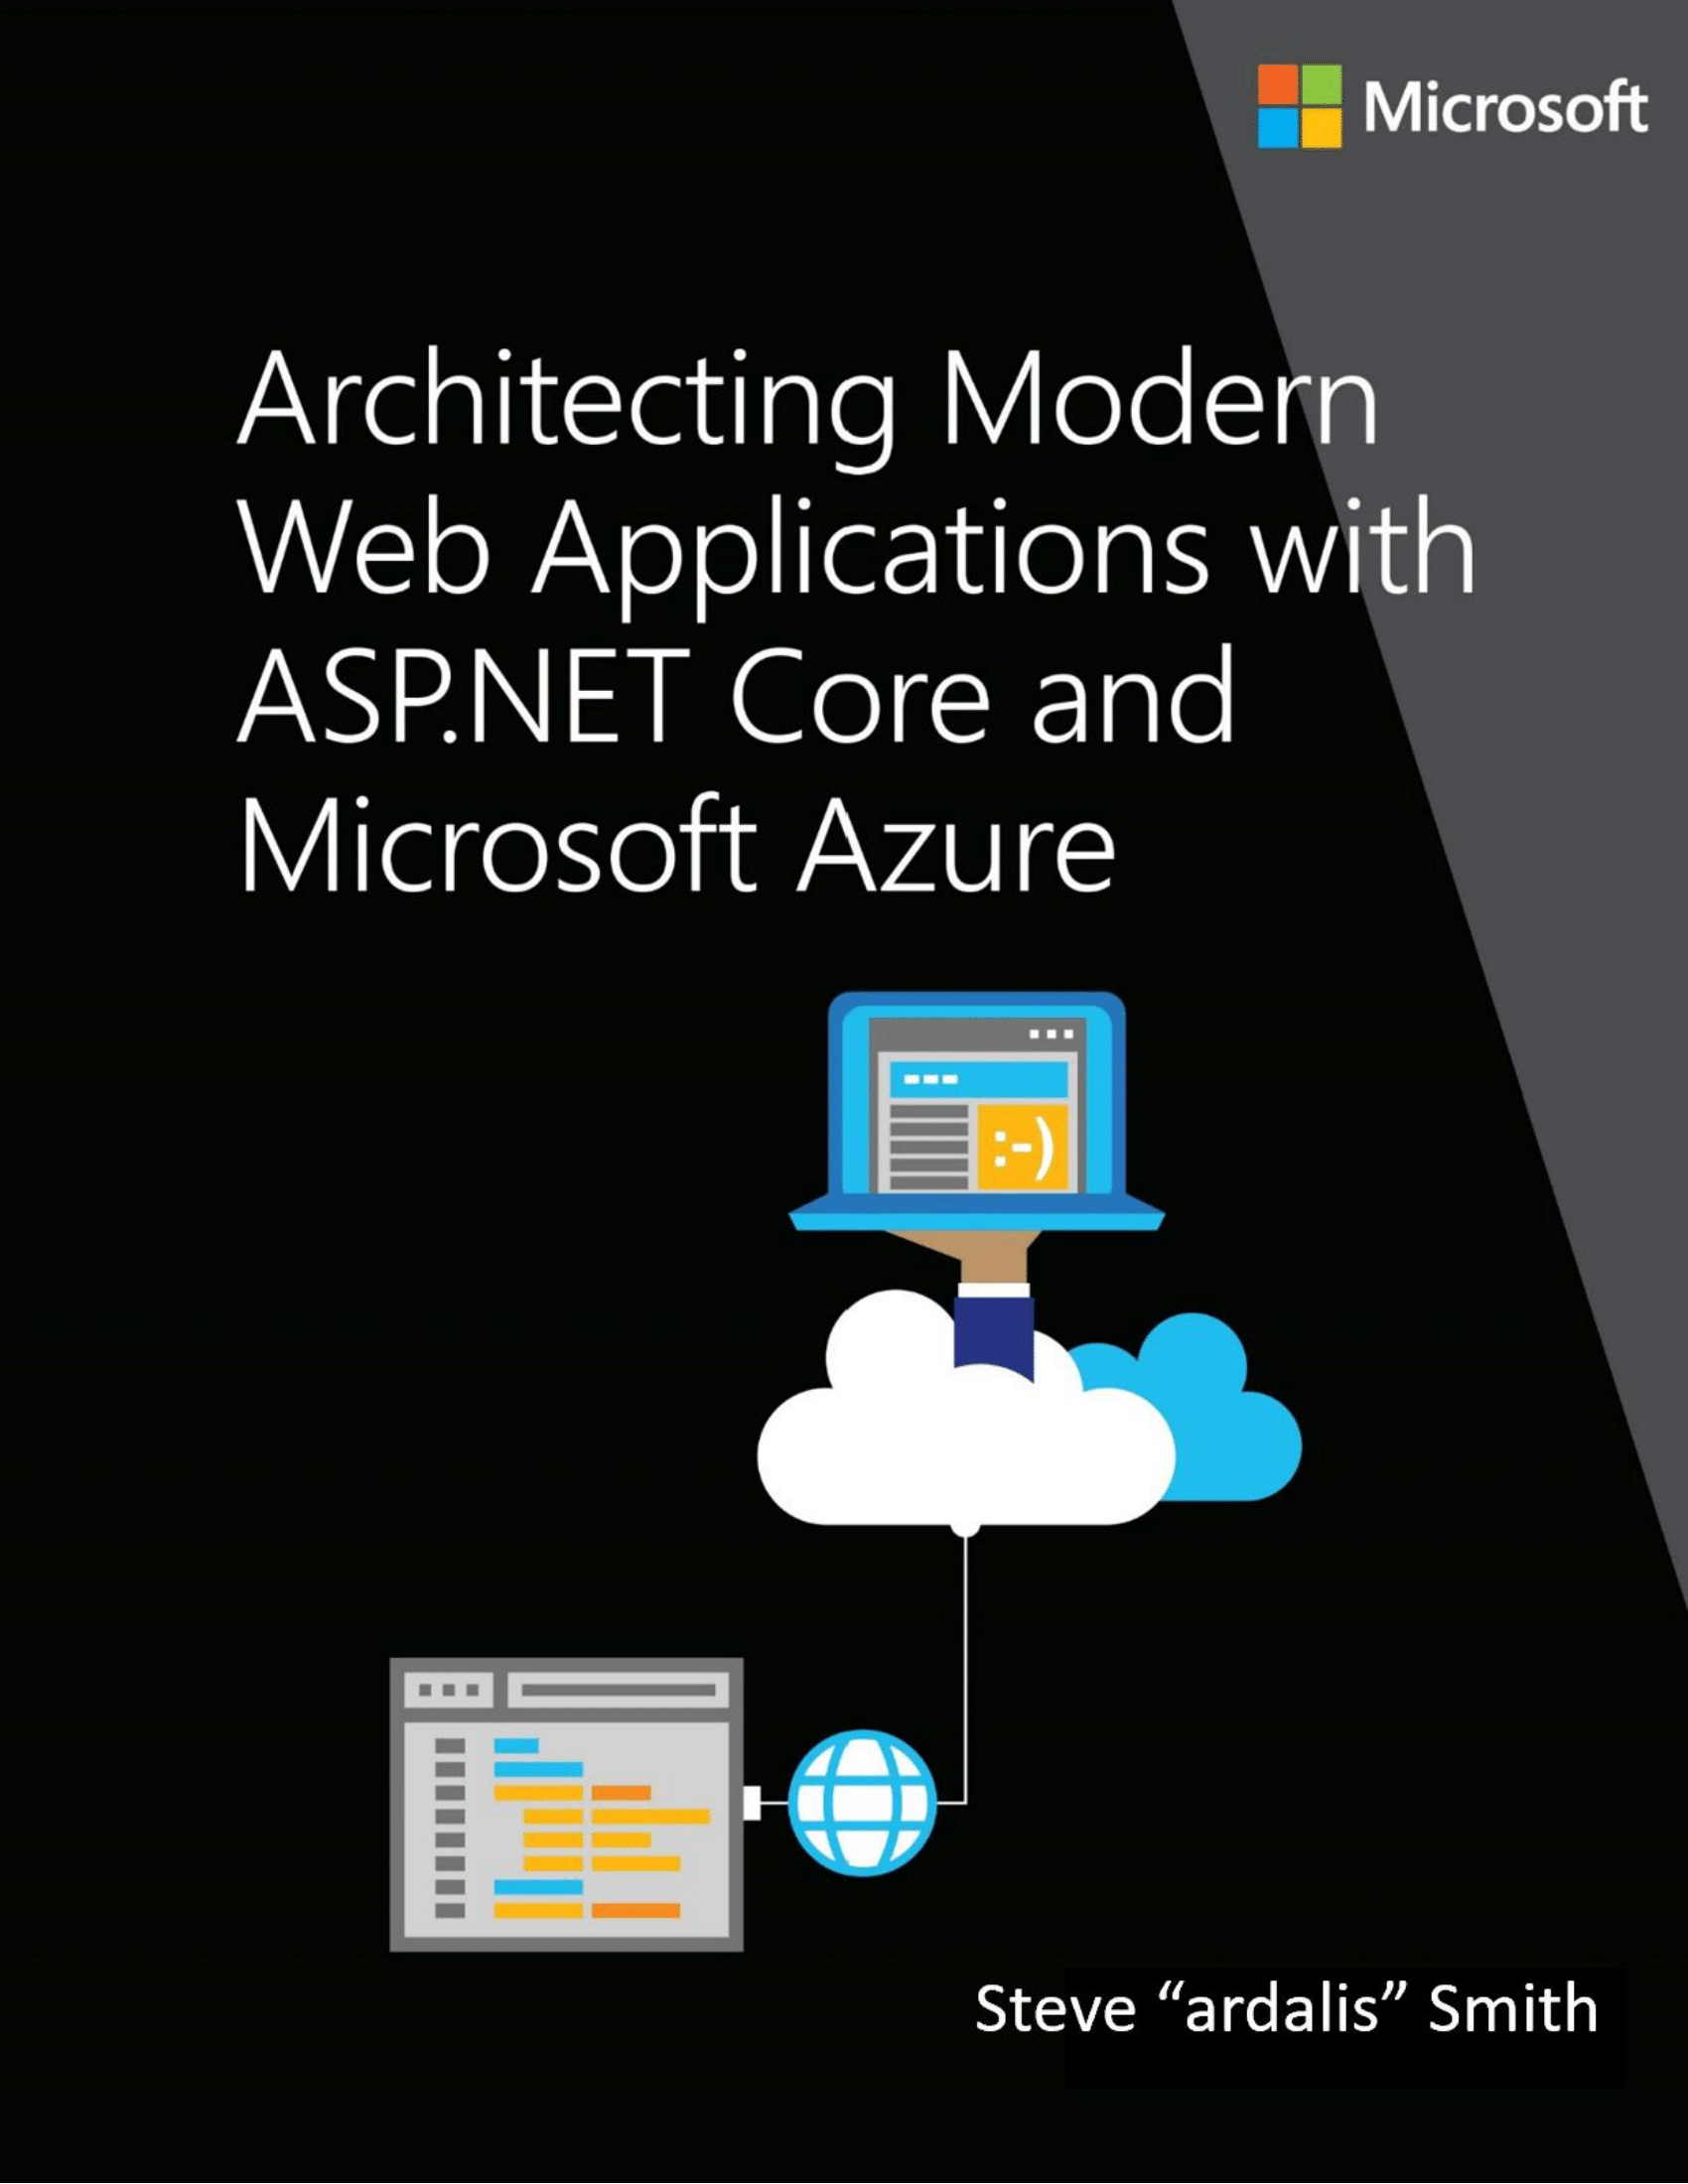 Microsoft
Architecting Modern
Web Applications with
ASP.NET Core and
Microsoft Azure
:-)
Steve “ardalis” Smith